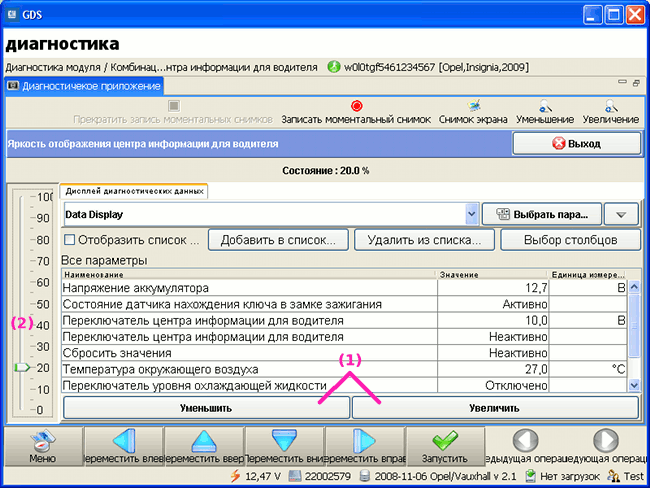 GDS
диагностика
Диагностика модуля / Комбинац...нтра информации для водителя w0l0tgf5461234567 [Opel,Insignia,2009]
Диагностичекое приложение
Прекратить запись моментальных снимков Записать моментальный снимок Снимок экрана Уменьшение Увеличение
Яркость отображения центра информации для водителя Выход
Состояние : 20.0 %
Дисплей диагностических данных
Data Display Выбрать пара...
Отобразить список ... Добавить в список... Удалить из списка... Выбор столбцов
Все параметры
Наименование Значение Единица измере...
Напряжение аккумулятора 12,7 В
Состояние датчика нахождения ключа в замке зажигания Активно
Переключатель центра информации для водителя 10,0 В
Переключатель центра информации для водителя Неактивно
Сбросить значения Неактивно
Температура окружающего воздуха 27,0 °C
Переключатель уровня охлаждающей жидкости Отключено
100
90
80
70
60
50
40
30
20
10
0
(2)
(1)
Уменьшить Увеличить
Меню Переместить влев Переместить ввер Переместить вни Переместить вправ Запустить едыдущая операц едующая операц
12,47 V 22002579 2008-11-06 Opel/Vauxhall v 2.1 Нет загрузок Test